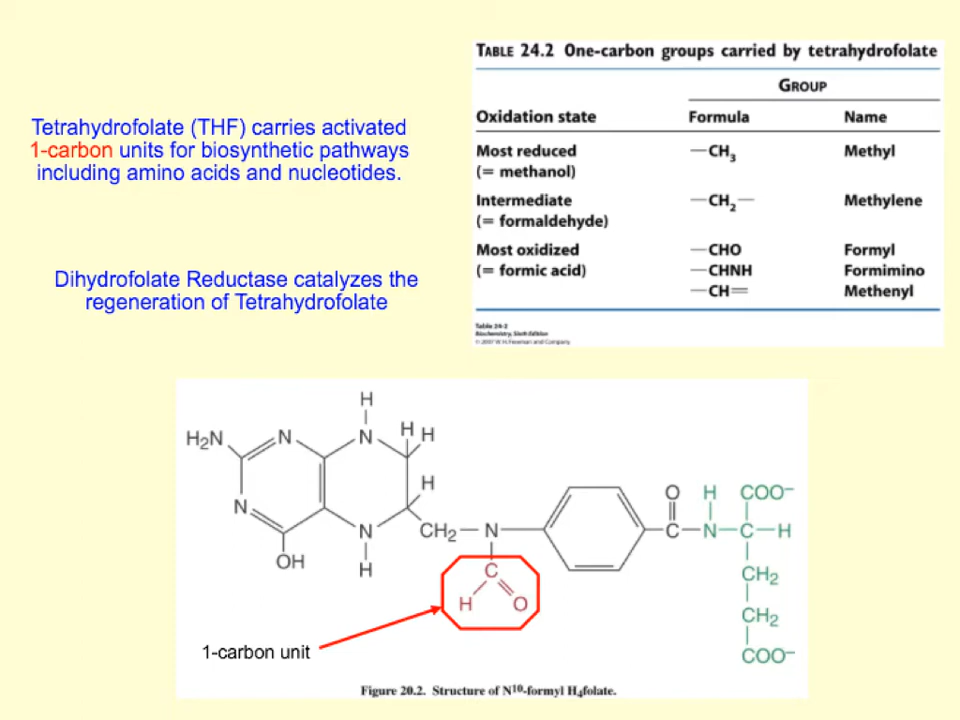 Tetrahydrofolate (THF) carries activated
1-carbon units for biosynthetic pathways
including amino acids and nucleotides.
Dihydrofolate Reductase catalyzes the
regeneration of Tetrahydrofolate
TABLE 24.2 One-carbon groups carried by tetrahydrofolate
GROUP
Oxidation state Formula Name
Most reduced —CH₃ Methyl
(= methanol)
Intermediate —CH₂— Methylene
(= formaldehyde)
Most oxidized —CHO Formyl
(= formic acid) —CHNH Formimino
—CH= Methenyl
Table 24-2
Biochemistry, Sixth Edition
© 2007 W.H. Freeman and Company
H
H₂N N N H H
H O H COO⁻
N N CH₂—N C—N—C—H
OH H C CH₂
H O CH₂
COO⁻
1-carbon unit
Figure 20.2. Structure of N¹⁰-formyl H₄folate.